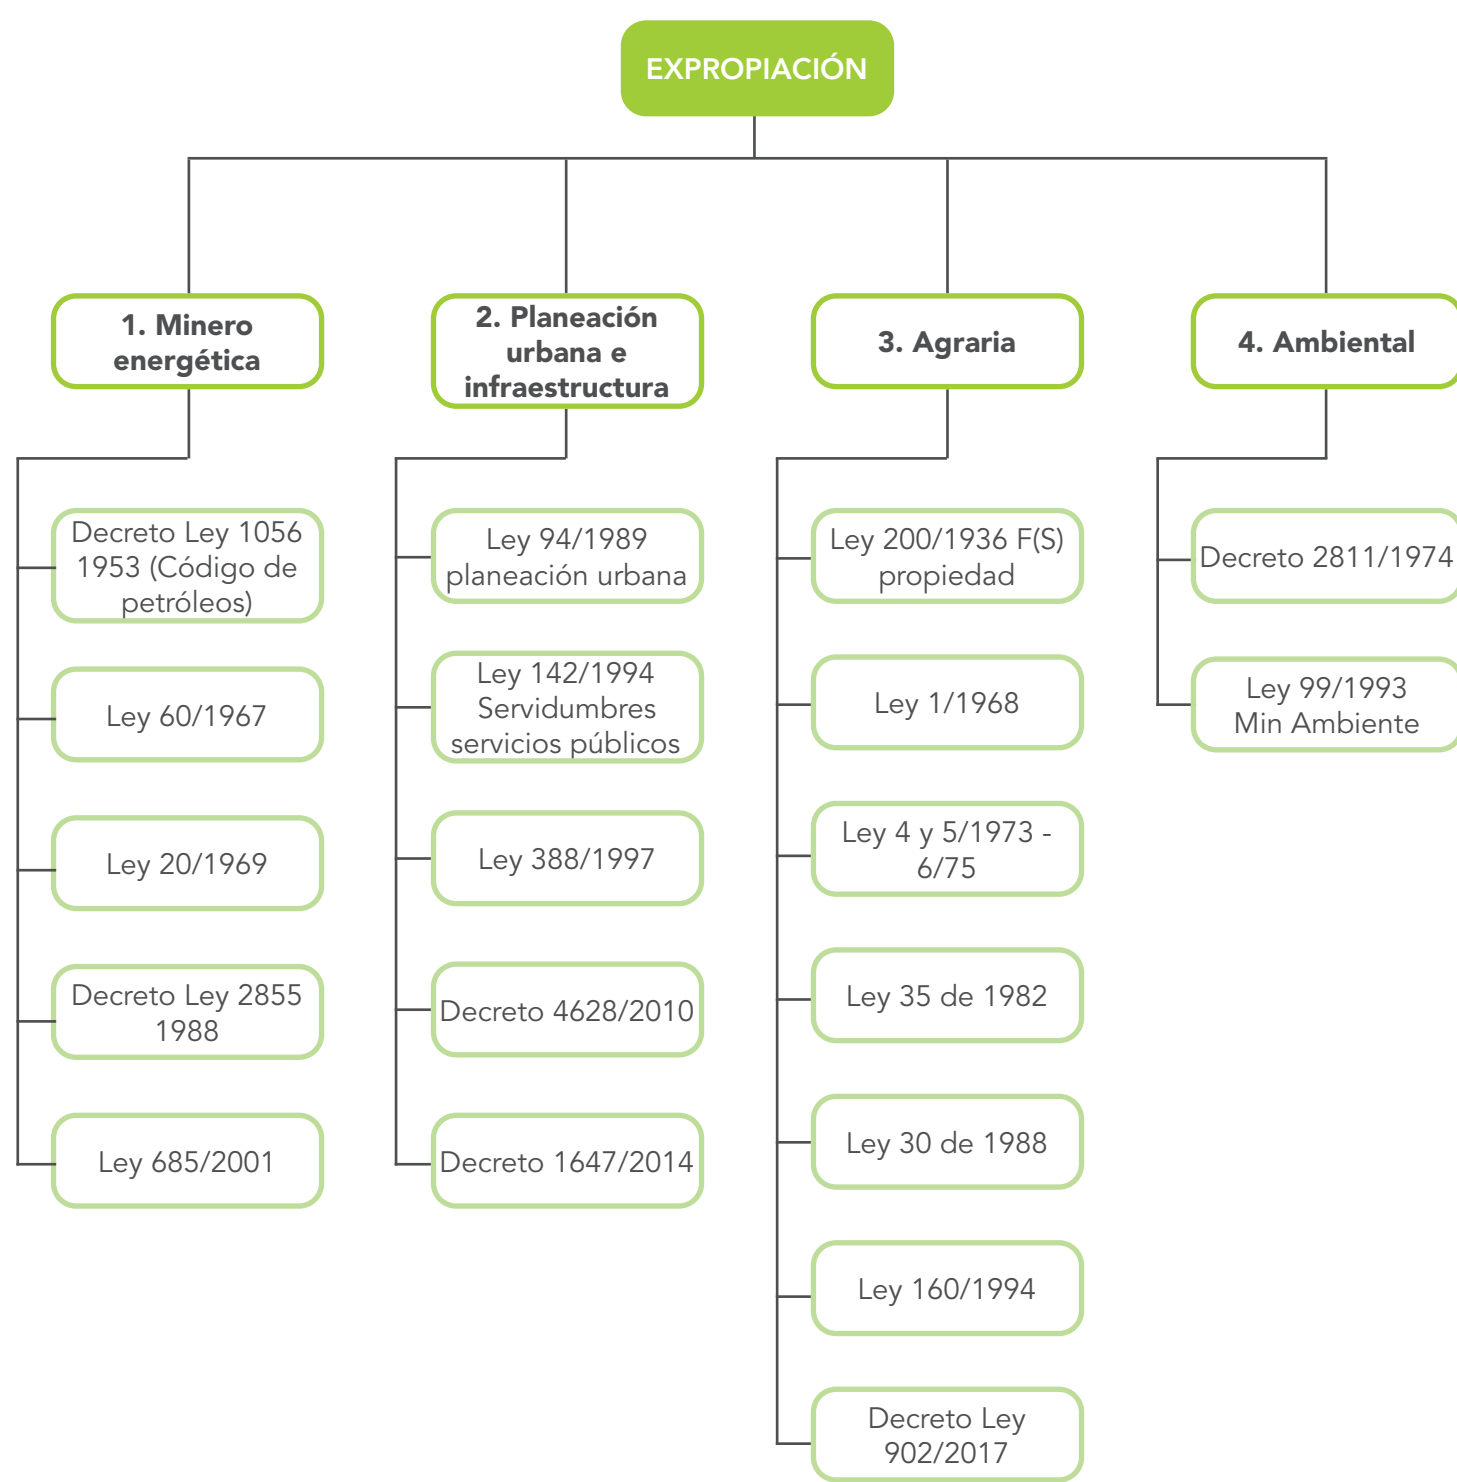 EXPROPIACIÓN
1. Minero
energética
2. Planeación
urbana e
infraestructura
3. Agraria
4. Ambiental
Decreto Ley 1056
1953 (Código de
petróleos)
Ley 60/1967
Ley 20/1969
Decreto Ley 2855
1988
Ley 685/2001
Ley 94/1989
planeación urbana
Ley 142/1994
Servidumbres
servicios públicos
Ley 388/1997
Decreto 4628/2010
Decreto 1647/2014
Ley 200/1936 F(S)
propiedad
Ley 1/1968
Ley 4 y 5/1973 -
6/75
Ley 35 de 1982
Ley 30 de 1988
Ley 160/1994
Decreto Ley
902/2017
Decreto 2811/1974
Ley 99/1993
Min Ambiente